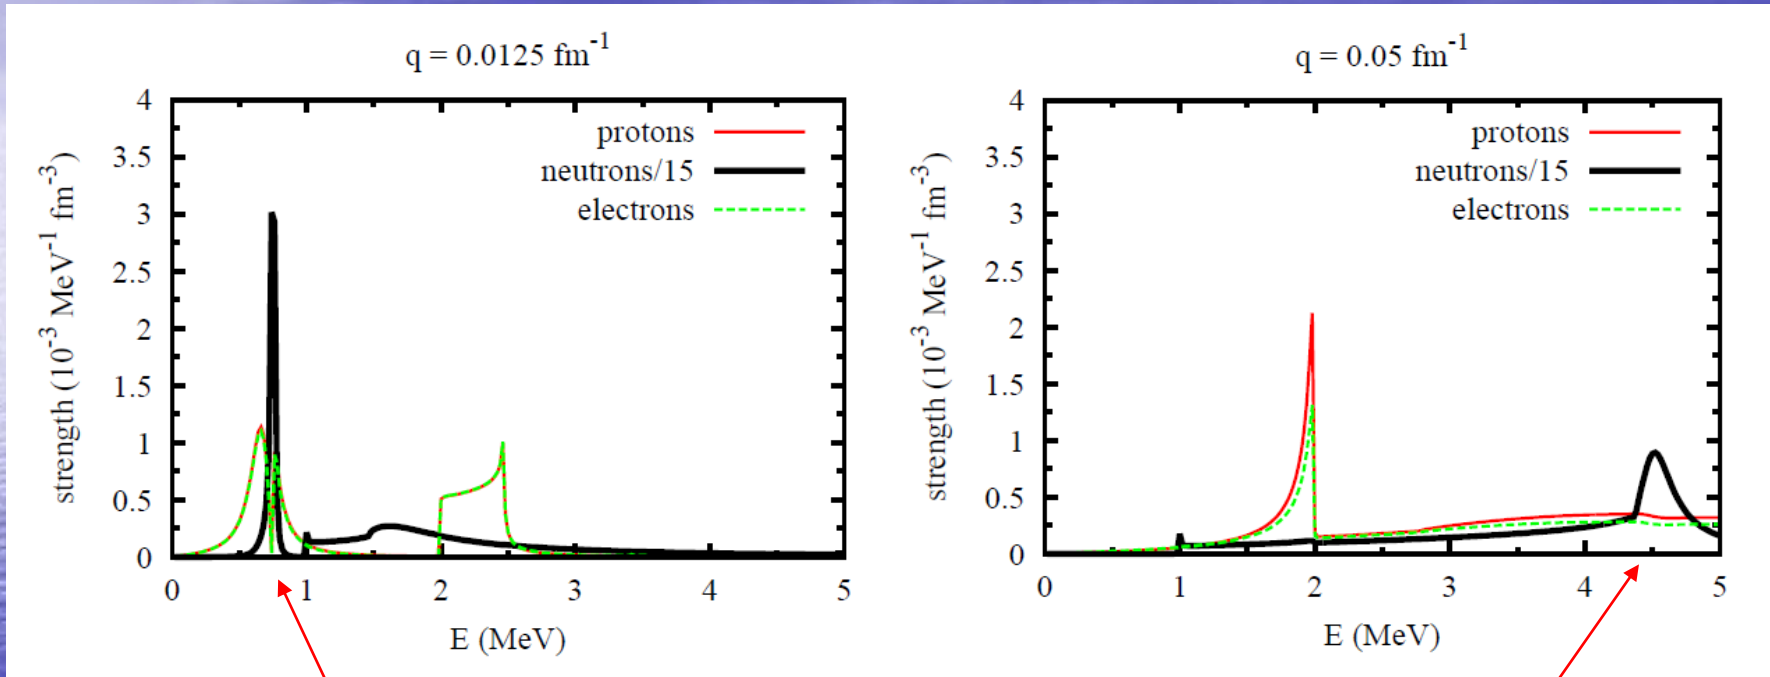 q = 0.0125 fm⁻¹
strength (10⁻³ MeV⁻¹ fm⁻³)
4
3.5
3
2.5
2
1.5
1
0.5
0
protons
neutrons/15
electrons
0 1 2 3 4 5
E (MeV)
q = 0.05 fm⁻¹
strength (10⁻³ MeV⁻¹ fm⁻³)
4
3.5
3
2.5
2
1.5
1
0.5
0
protons
neutrons/15
electrons
0 1 2 3 4 5
E (MeV)